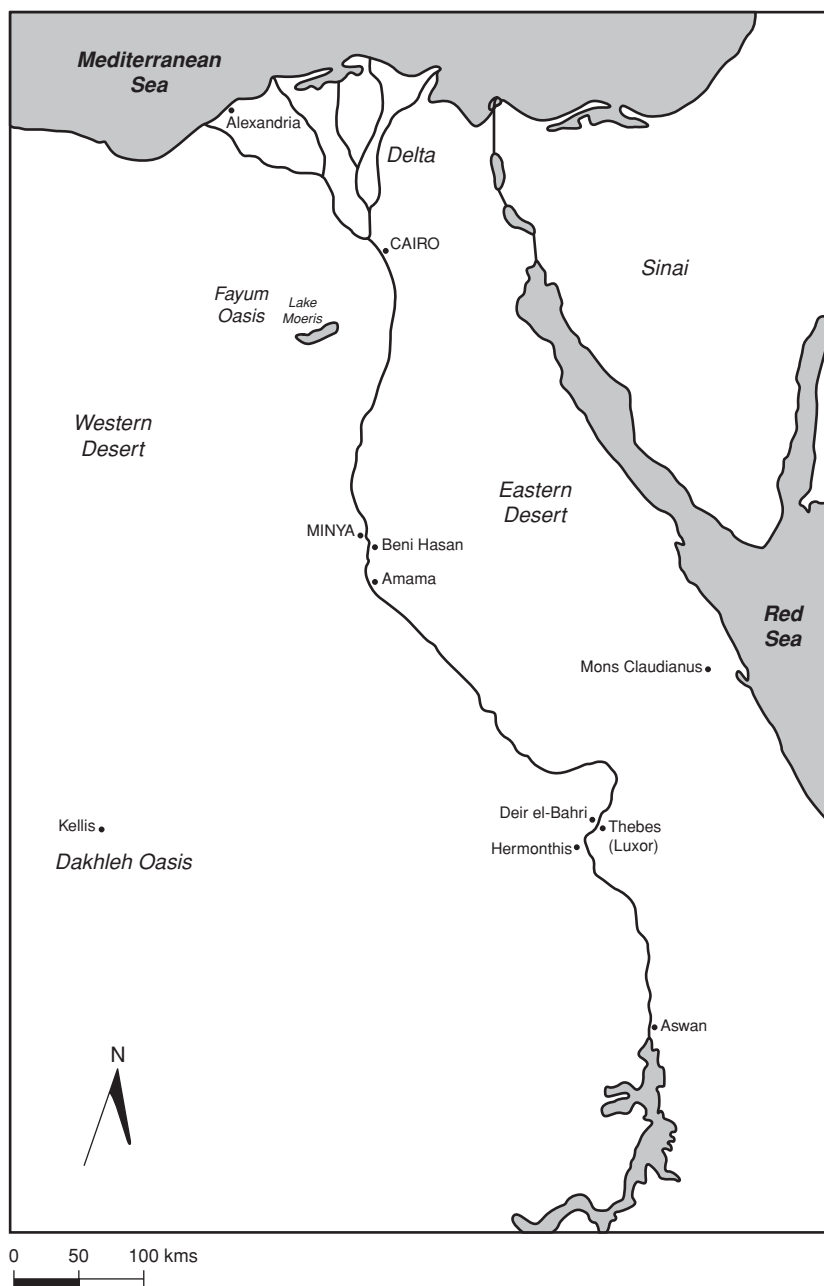 Mediterranean
Sea
Alexandria
Delta
CAIRO
Sinai
Fayum
Oasis
Lake
Moeris
Western
Desert
Eastern
Desert
MINYA
Beni Hasan
Amama
Red
Sea
Mons Claudianus
Kellis
Dakhleh Oasis
Deir el-Bahri
Thebes
(Luxor)
Hermonthis
Aswan
N
0 50 100 kms